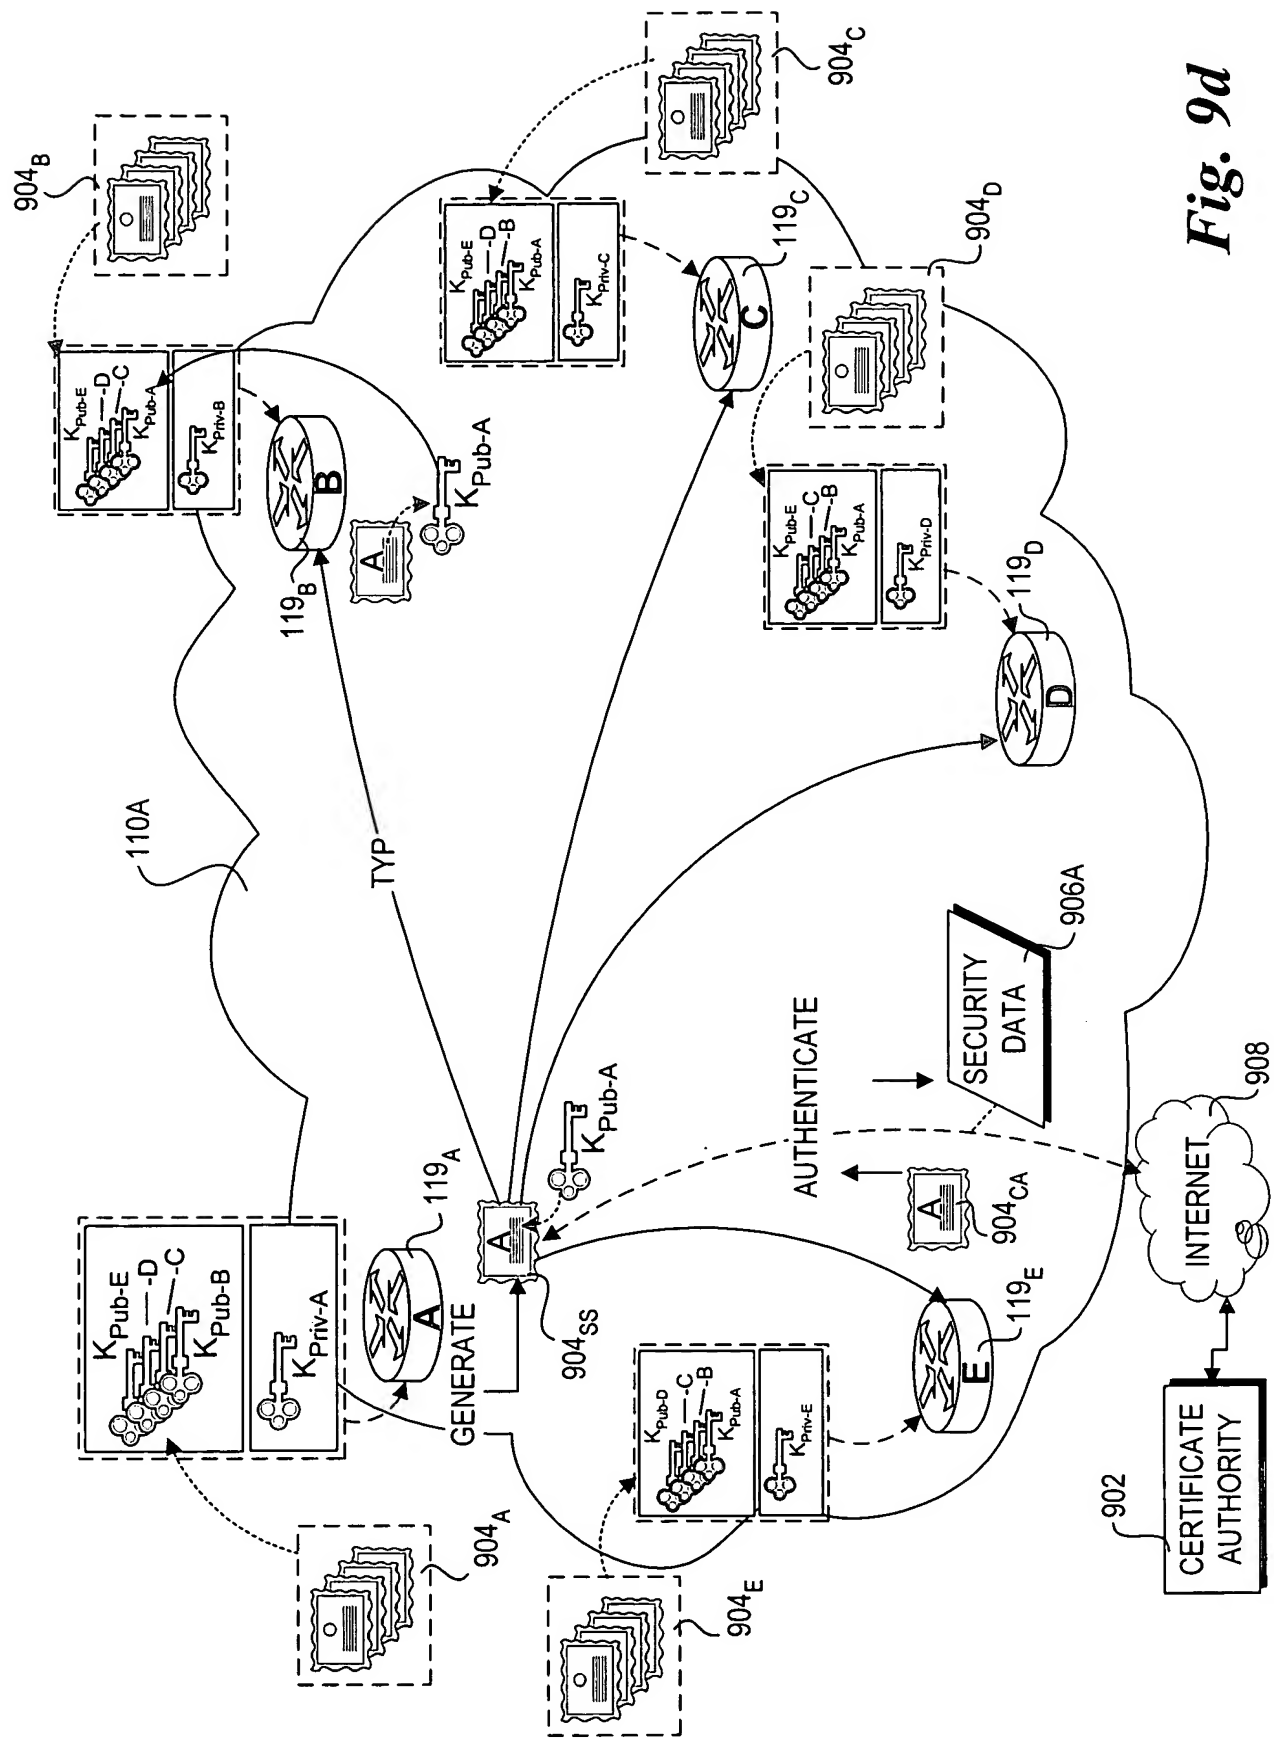 904A
KPub-E
D
C
KPub-B
KPriv-A
119A
A
GENERATE
A
904SS
KPub-A
110A
TYP
904B
KPub-E
D
C
KPub-A
KPriv-B
B
119B
A
KPub-A
904C
KPub-E
D
B
KPub-A
KPriv-C
C
119C
904D
KPub-E
C
B
KPub-A
KPriv-D
D
119D
904E
KPub-D
C
B
KPub-A
KPriv-E
E
119E
AUTHENTICATE
A
904CA
SECURITY
DATA
906A
INTERNET
908
902
CERTIFICATE
AUTHORITY
Fig. 9d